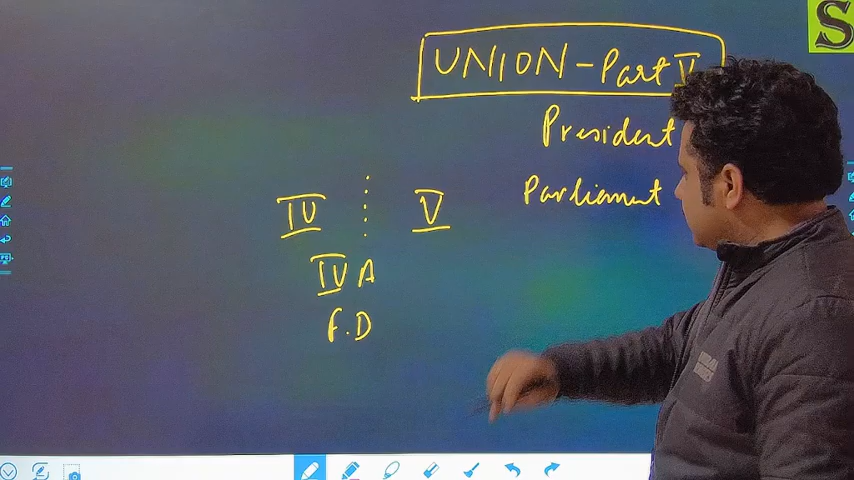 UNION - Part V
President
Parliament
IV V
IV A
F.D
S